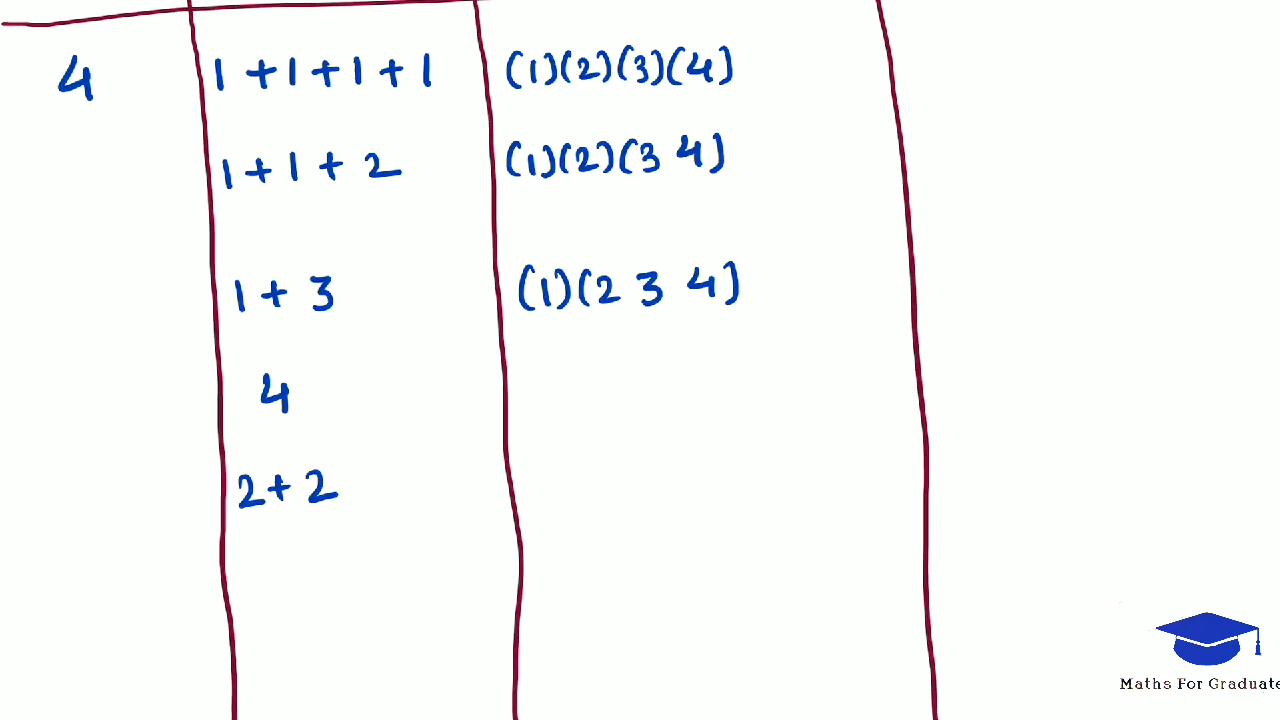 4 1 + 1 + 1 + 1 (1)(2)(3)(4)
1 + 1 + 2 (1)(2)(3 4)
1 + 3 (1)(2 3 4)
4
2 + 2
Maths For Graduate